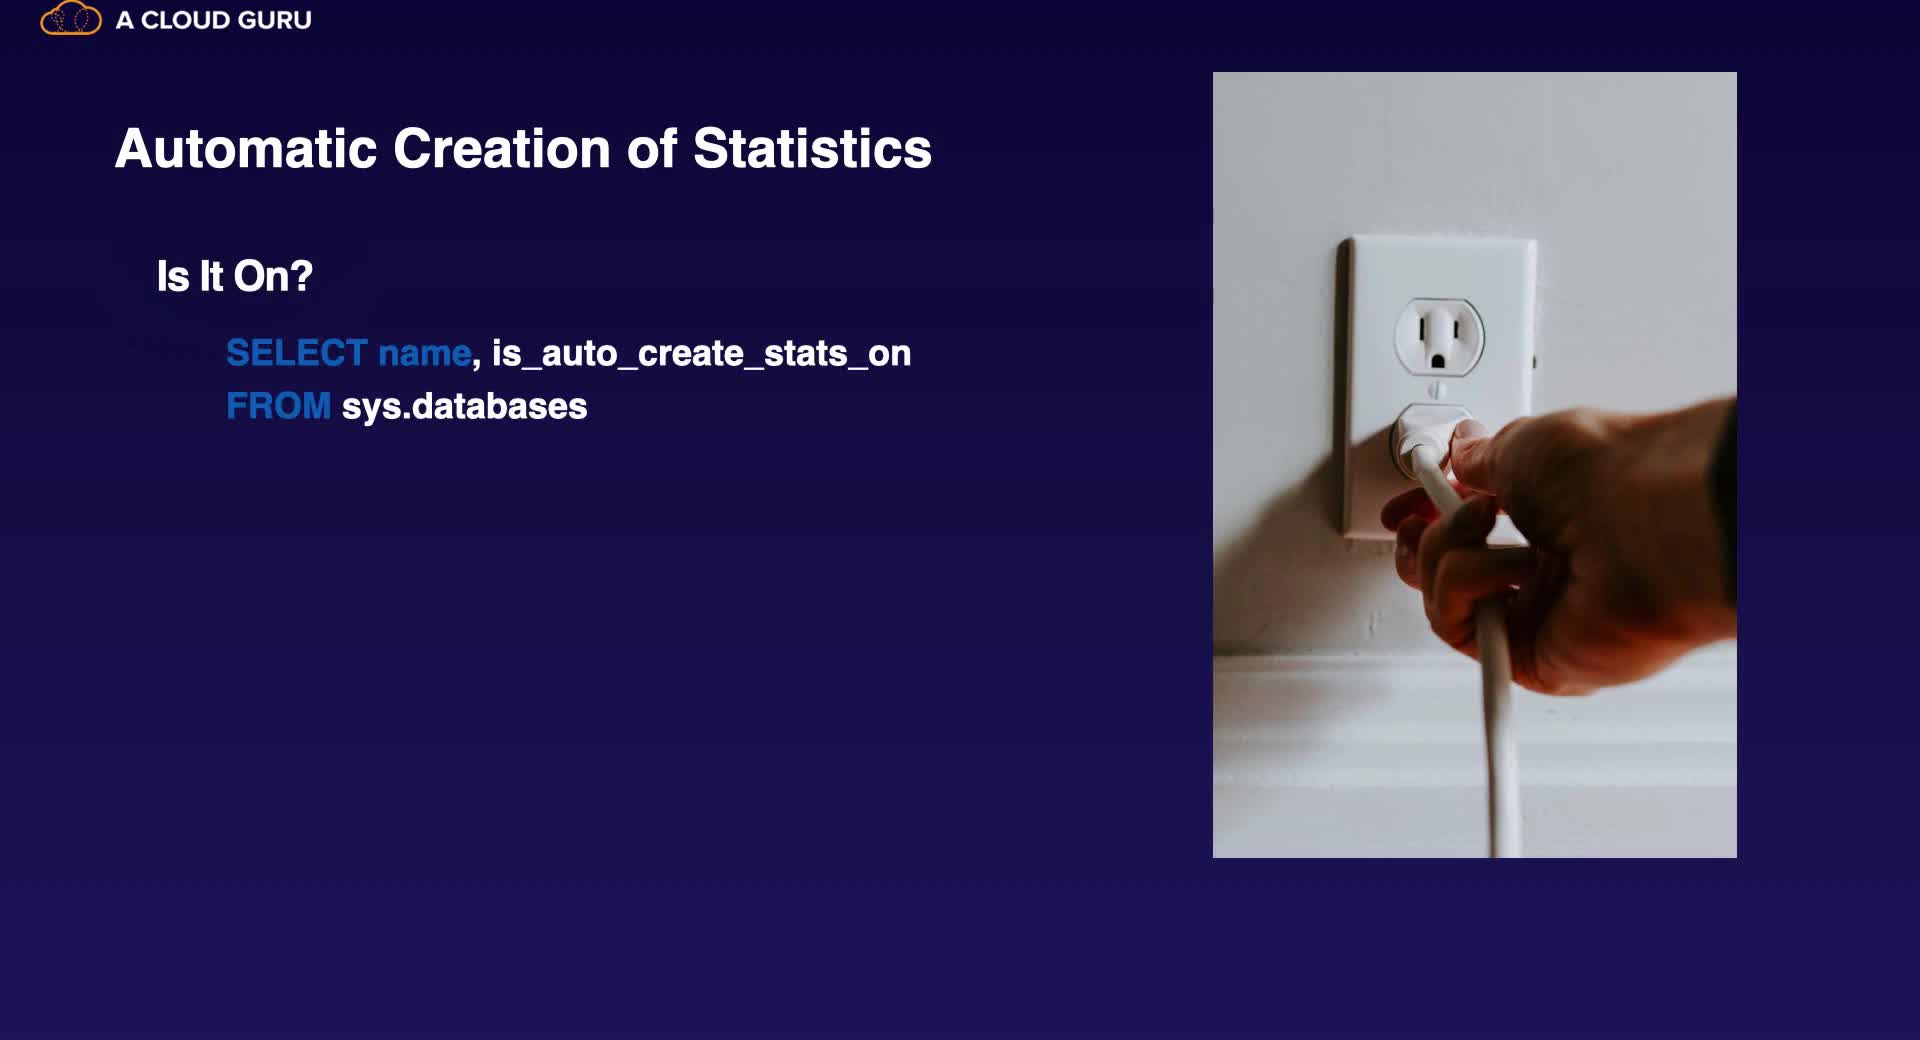 A CLOUD GURU
Automatic Creation of Statistics
Is It On?
SELECT name, is_auto_create_stats_on
FROM sys.databases